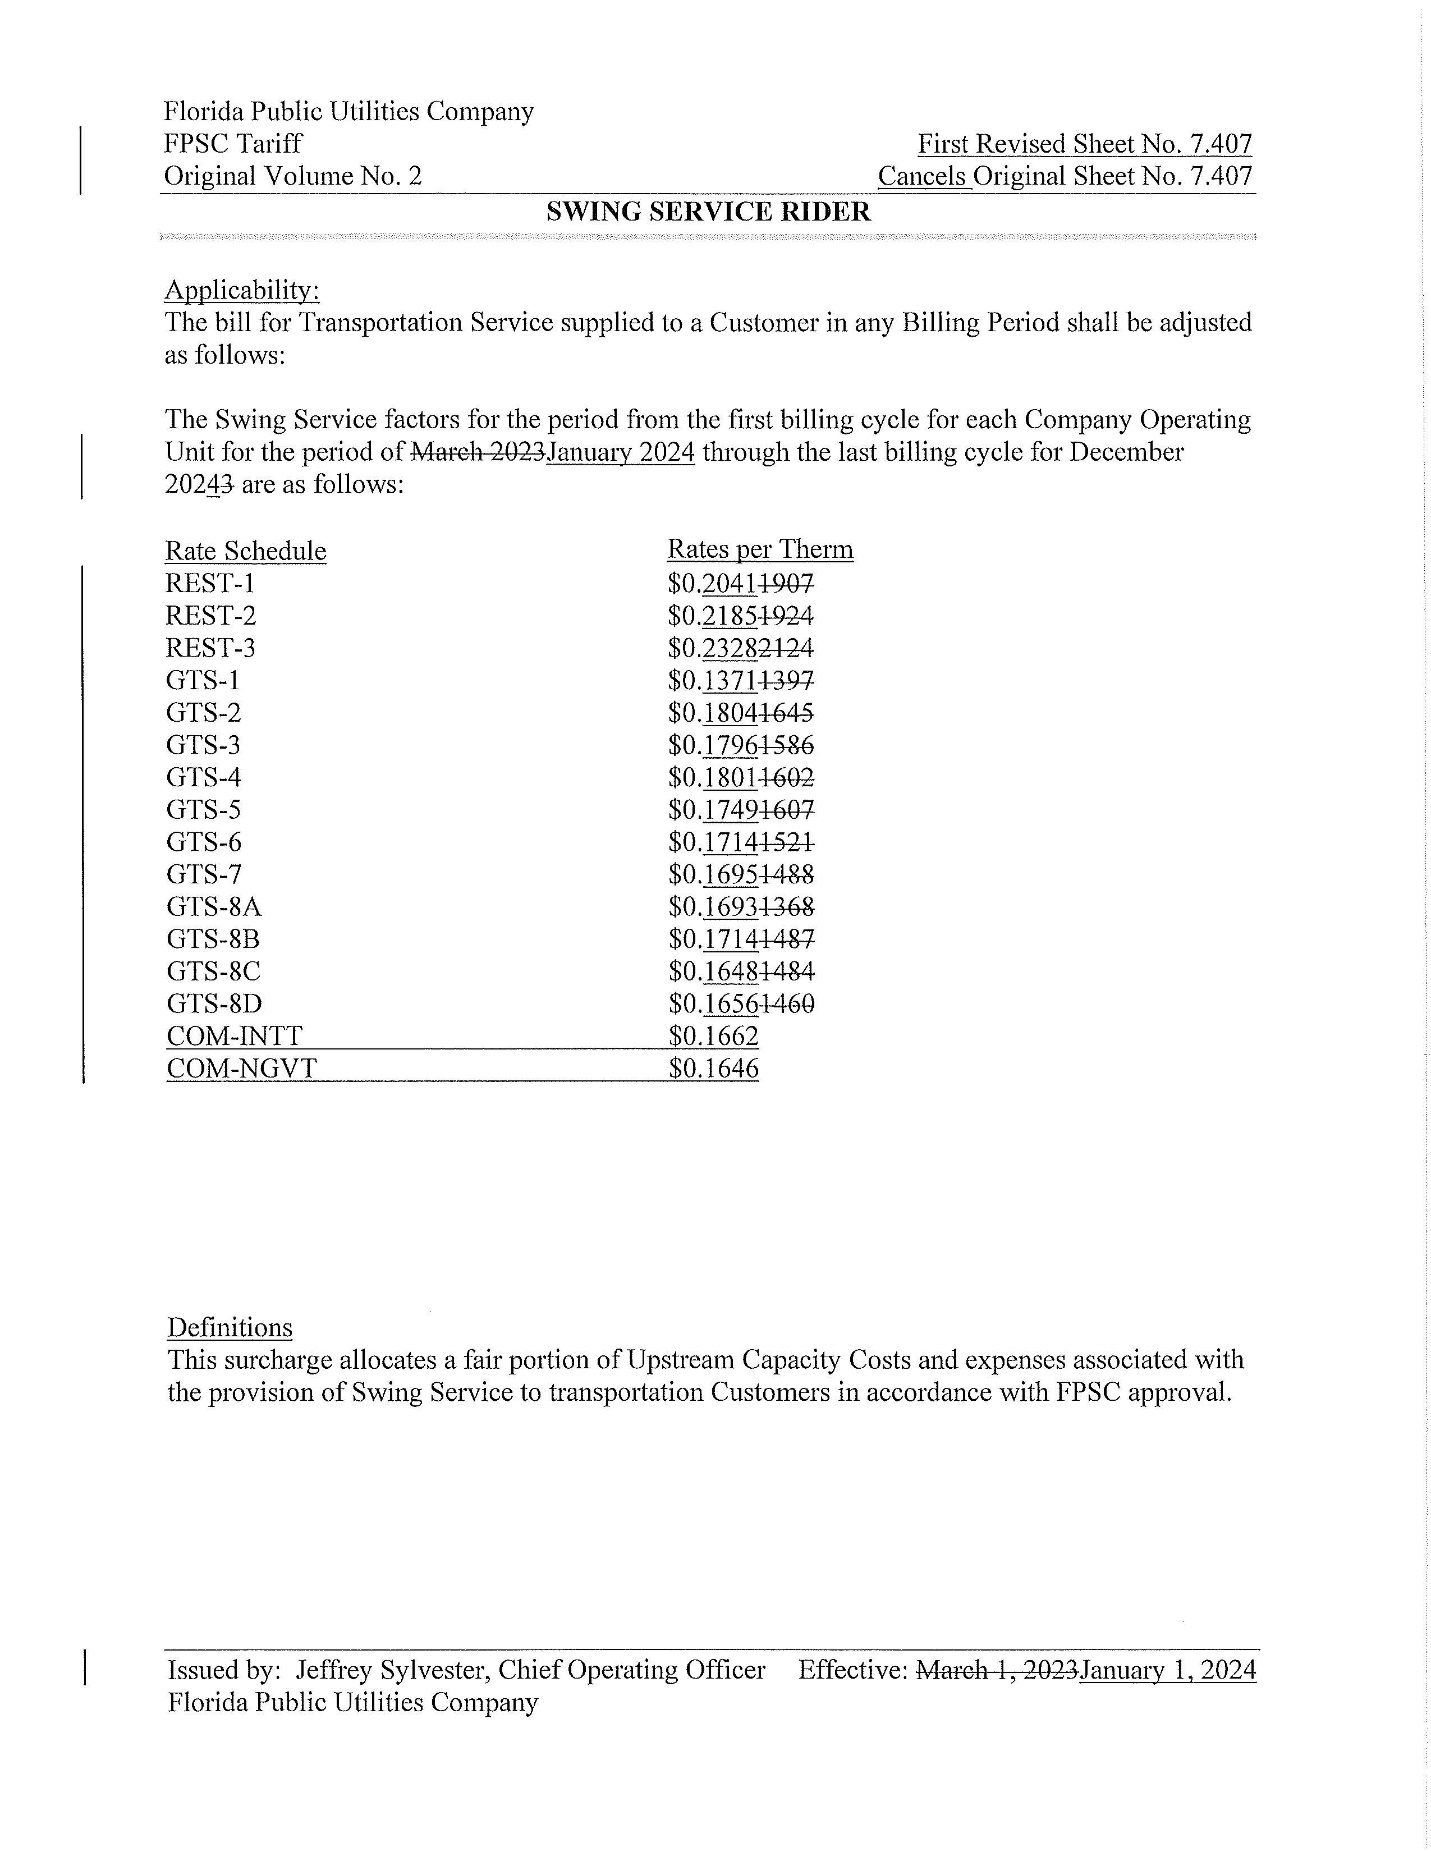 Florida Public Utilities Company
FPSC Tariff First Revised Sheet No. 7.407
Original Volume No. 2 Cancels Original Sheet No. 7.407
SWING SERVICE RIDER
Applicability:
The bill for Transportation Service supplied to a Customer in any Billing Period shall be adjusted
as follows:
The Swing Service factors for the period from the first billing cycle for each Company Operating
Unit for the period of March 2023January 2024 through the last billing cycle for December
20243 are as follows:
Rate Schedule Rates per Therm
REST-1 $0.20411907
REST-2 $0.21851924
REST-3 $0.23282124
GTS-1 $0.13711397
GTS-2 $0.18041645
GTS-3 $0.17961586
GTS-4 $0.18011602
GTS-5 $0.17491607
GTS-6 $0.17141521
GTS-7 $0.16951488
GTS-8A $0.16931368
GTS-8B $0.17141487
GTS-8C $0.16481484
GTS-8D $0.16561460
COM-INTT $0.1662
COM-NGVT $0.1646
Definitions
This surcharge allocates a fair portion of Upstream Capacity Costs and expenses associated with
the provision of Swing Service to transportation Customers in accordance with FPSC approval.
Issued by: Jeffrey Sylvester, Chief Operating Officer Effective: March 1, 2023January 1, 2024
Florida Public Utilities Company